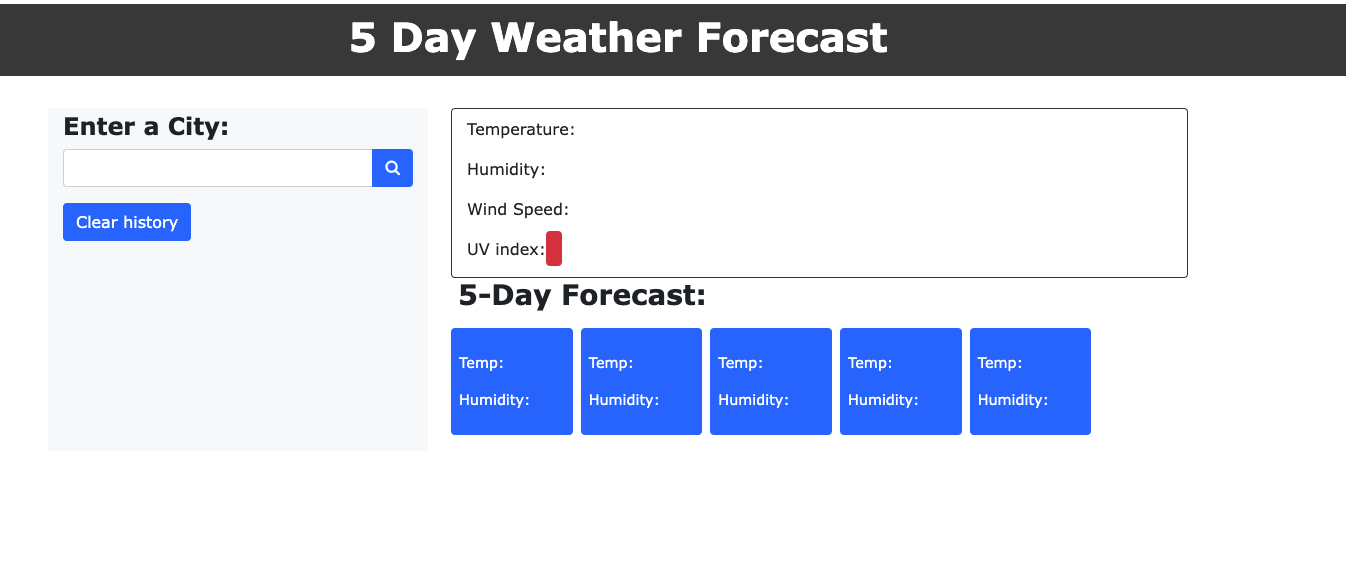 5 Day Weather Forecast
Enter a City:
Clear history
Temperature:
Humidity:
Wind Speed:
UV index:
5-Day Forecast:
Temp:
Humidity:
Temp:
Humidity:
Temp:
Humidity:
Temp:
Humidity:
Temp:
Humidity: